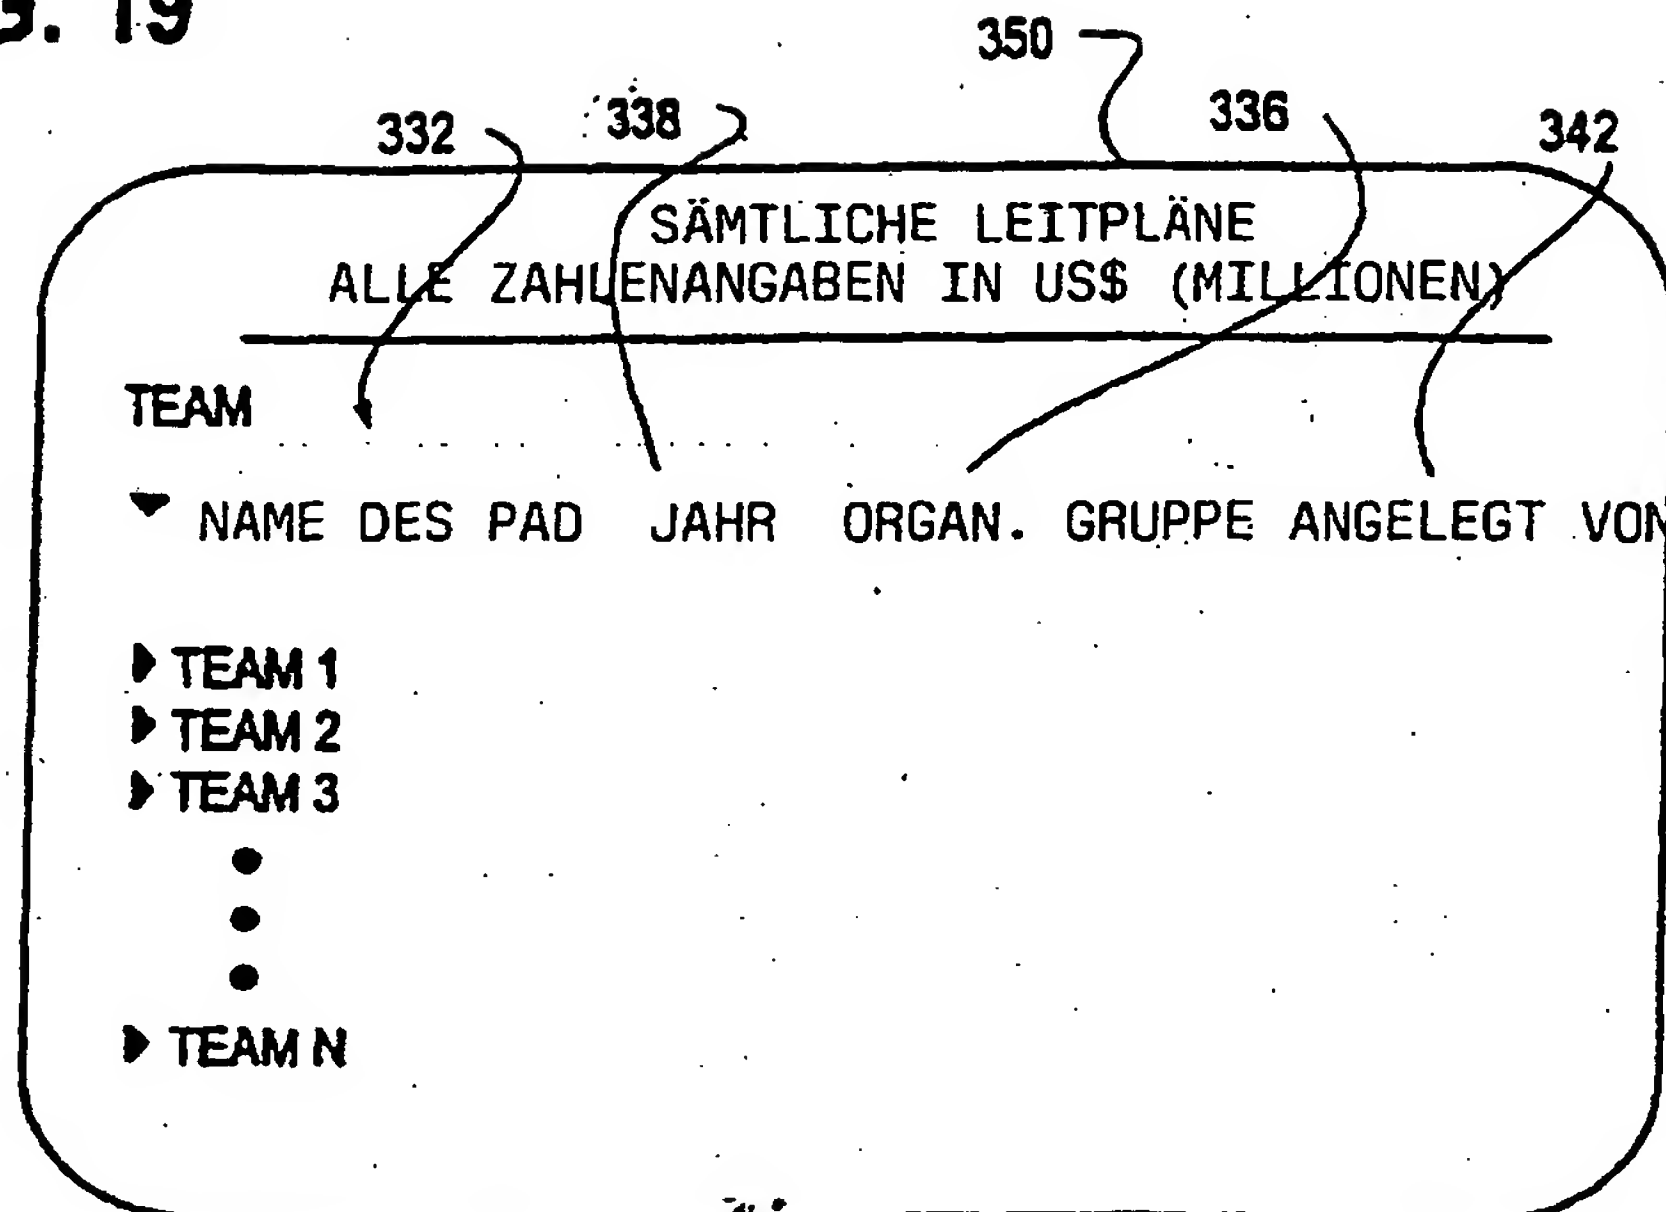 G. 19
350
332 338 336 342
SÄMTLICHE LEITPLÄNE
ALLE ZAHLENANGABEN IN US$ (MILLIONEN)
TEAM
NAME DES PAD JAHR ORGAN. GRUPPE ANGELEGT VON
TEAM 1
TEAM 2
TEAM 3
TEAM N